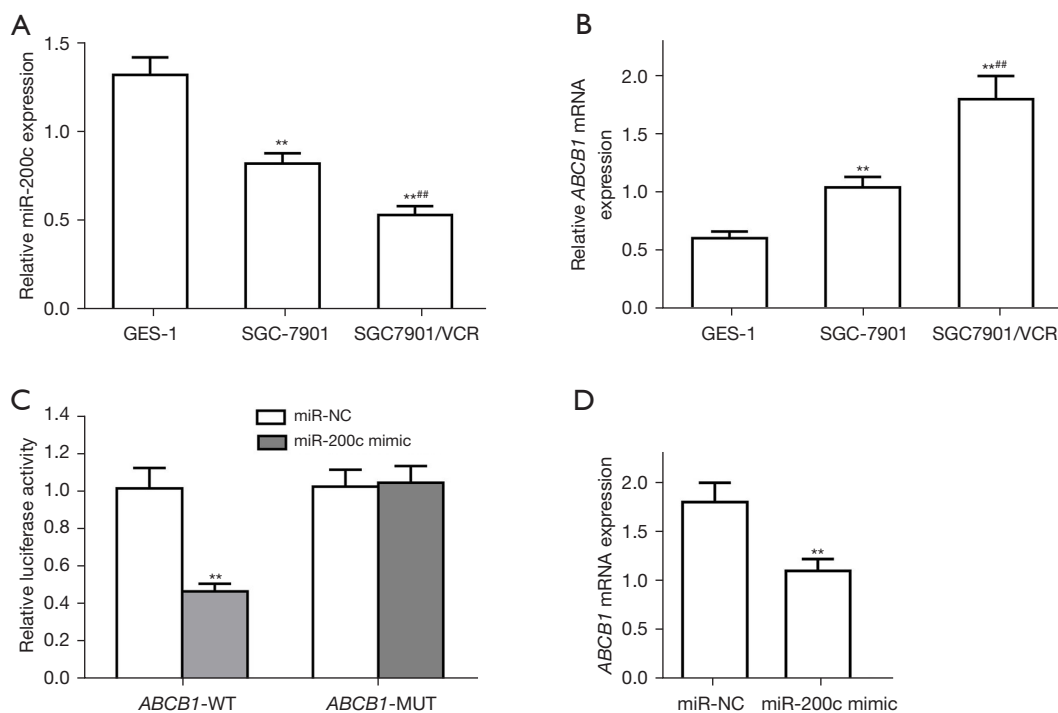 A
Relative miR-200c expression
1.5
1.0
0.5
0.0
**
**##
GES-1
SGC-7901
SGC7901/VCR
B
Relative ABCB1 mRNA
expression
2.0
1.5
1.0
0.5
0.0
**
**##
GES-1
SGC-7901
SGC7901/VCR
C
Relative luciferase activity
1.4
1.2
1.0
0.8
0.6
0.4
0.2
0.0
miR-NC
miR-200c mimic
**
ABCB1-WT
ABCB1-MUT
D
ABCB1 mRNA expression
2.0
1.5
1.0
0.5
0.0
**
miR-NC
miR-200c mimic